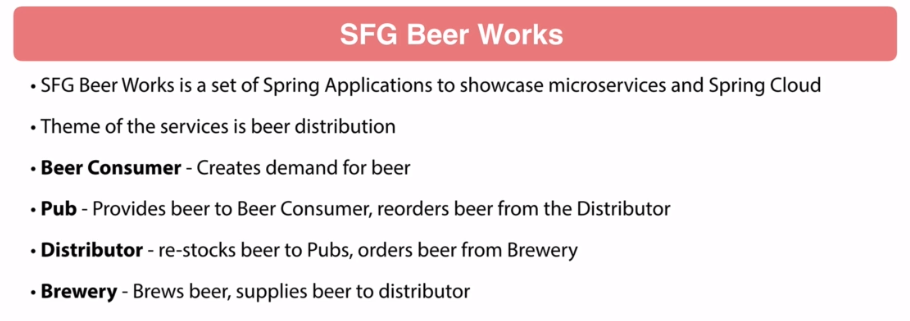 SFG Beer Works
• SFG Beer Works is a set of Spring Applications to showcase microservices and Spring Cloud
• Theme of the services is beer distribution
• Beer Consumer - Creates demand for beer
• Pub - Provides beer to Beer Consumer, reorders beer from the Distributor
• Distributor - re-stocks beer to Pubs, orders beer from Brewery
• Brewery - Brews beer, supplies beer to distributor